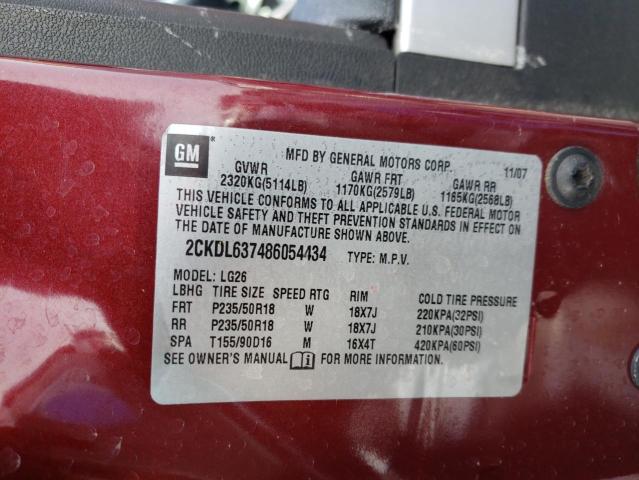 GM
MFD BY GENERAL MOTORS CORP 11/07
GVWR GAWR FRT GAWR RR
2320KG(5114LB) 1170KG(2579LB) 1165KG(2568LB)
THIS VEHICLE CONFORMS TO ALL APPLICABLE U.S. FEDERAL MOTOR
VEHICLE SAFETY AND THEFT PREVENTION STANDARDS IN EFFECT ON
THE DATE OF MANUFACTURE SHOWN ABOVE.
2CKDL637486054434 TYPE: M.P.V.
MODEL: LG26
LBHG TIRE SIZE SPEED RTG RIM COLD TIRE PRESSURE
FRT P235/50R18 W 18X7J 220KPA(32PSI)
RR P235/50R18 W 18X7J 210KPA(30PSI)
SPA T155/90D16 M 16X4T 420KPA(60PSI)
SEE OWNER'S MANUAL FOR MORE INFORMATION.